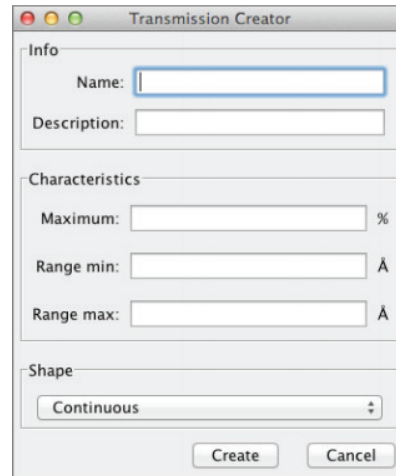 Transmission Creator
Info
Name:
Description:
Characteristics
Maximum: %
Range min: Å
Range max: Å
Shape
Continuous
Create Cancel